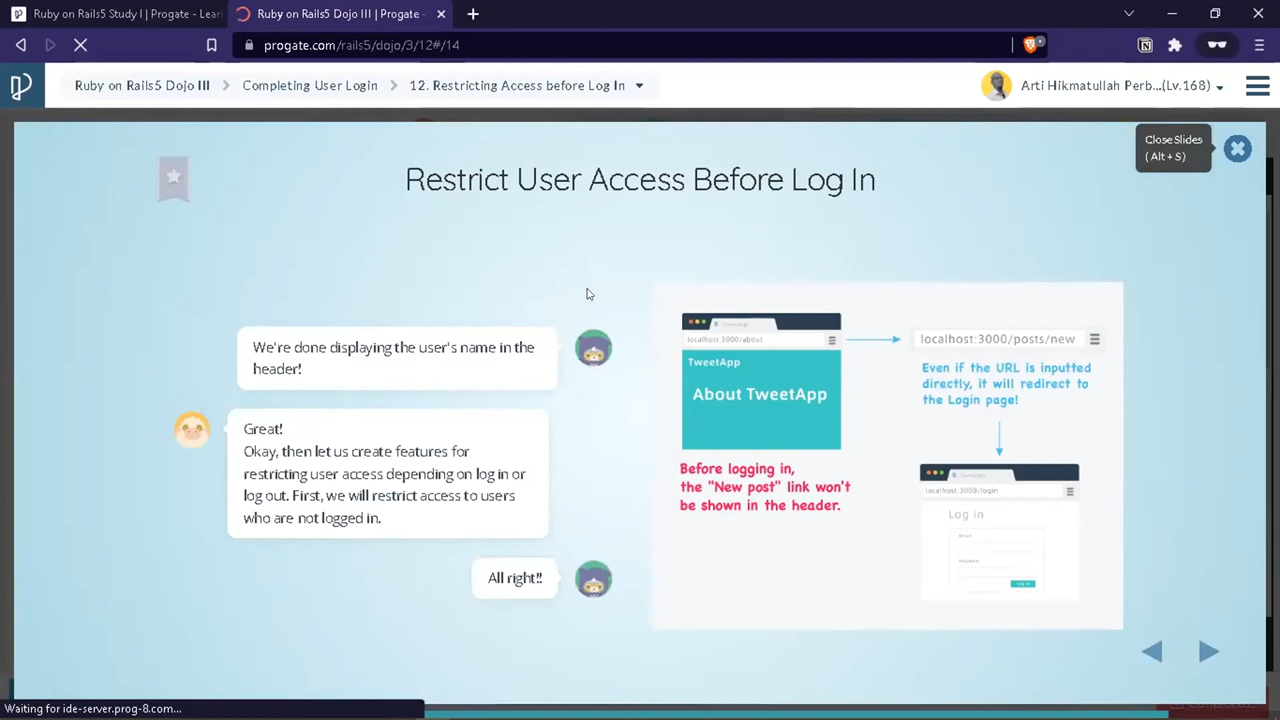 Ruby on Rails5 Study I | Progate - Lear
Ruby on Rails5 Dojo III | Progate -
progate.com/rails5/dojo/3/12#/14
Ruby on Rails5 Dojo III
Completing User Login
12. Restricting Access before Log In
Arti Hikmatullah Perb...(Lv.168)
Close Slides
( Alt + S)
Restrict User Access Before Log In
We're done displaying the user's name in the
header!
Great!
Okay, then let us create features for
restricting user access depending on log in or
log out. First, we will restrict access to users
who are not logged in.
All right!!
localhost:3000/about
TweetApp
About TweetApp
Before logging in,
the "New post" link won't
be shown in the header.
localhost:3000/posts/new
Even if the URL is inputted
directly, it will redirect to
the Login page!
localhost:3000/login
Log in
Email
Password
Log in
Waiting for ide-server.prog-8.com...